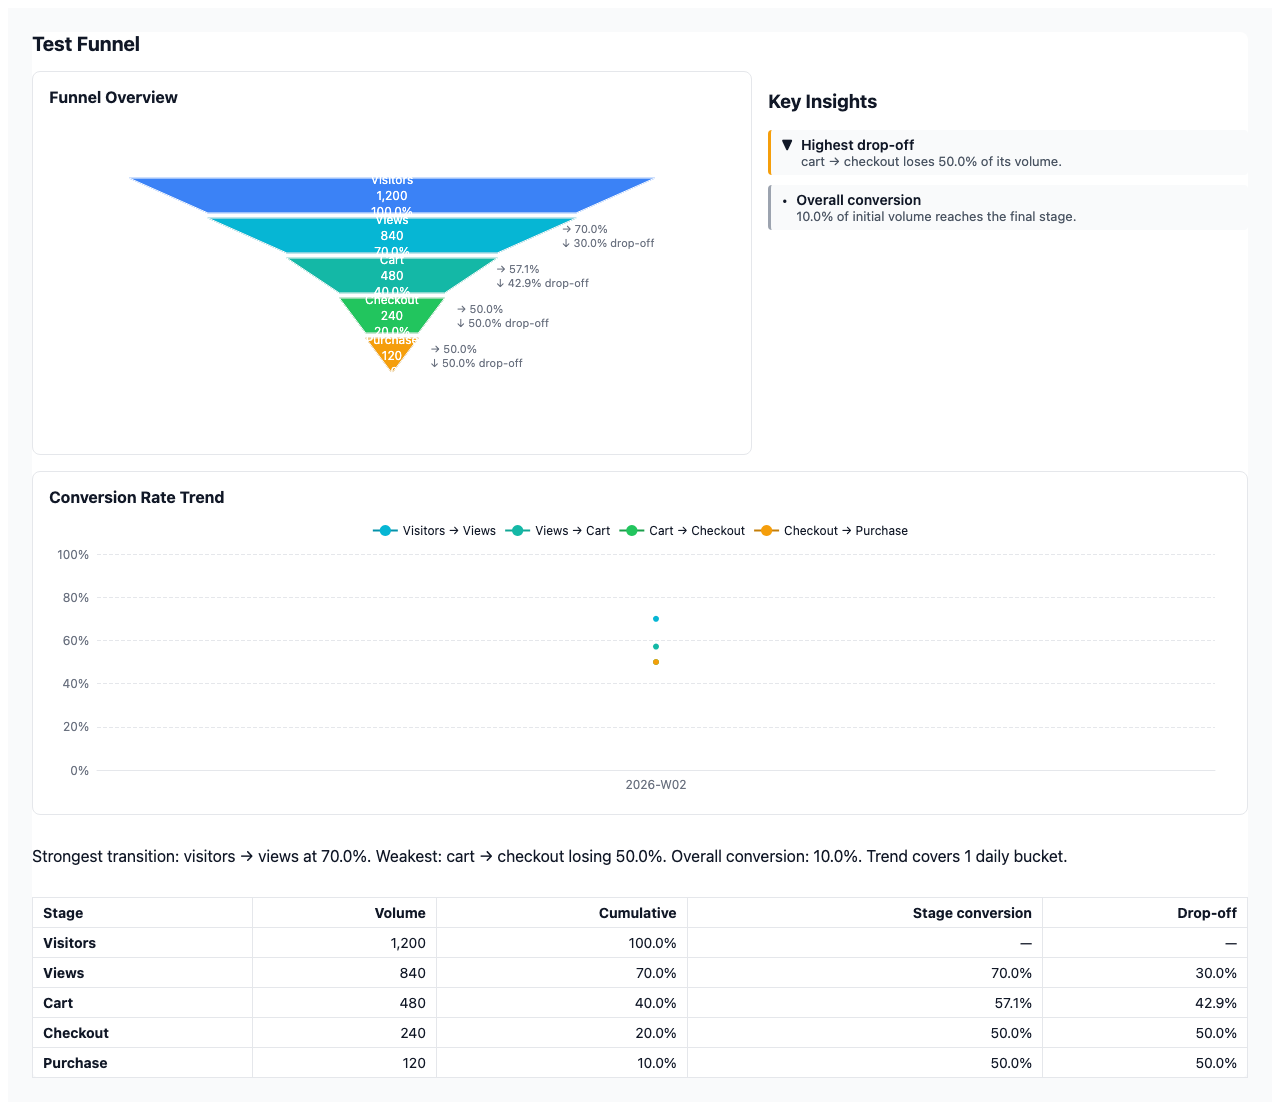 Test Funnel
Funnel Overview
Visitors
1,200
100.0%
Views
840
70.0%
→ 70.0%
↓ 30.0% drop-off
Cart
480
40.0%
→ 57.1%
↓ 42.9% drop-off
Checkout
240
20.0%
→ 50.0%
↓ 50.0% drop-off
Purchase
120
→ 50.0%
↓ 50.0% drop-off
Key Insights
▼ Highest drop-off
cart → checkout loses 50.0% of its volume.
• Overall conversion
10.0% of initial volume reaches the final stage.
Conversion Rate Trend
Visitors → Views Views → Cart Cart → Checkout Checkout → Purchase
100%
80%
60%
40%
20%
0%
2026-W02
Strongest transition: visitors → views at 70.0%. Weakest: cart → checkout losing 50.0%. Overall conversion: 10.0%. Trend covers 1 daily bucket.
Stage Volume Cumulative Stage conversion Drop-off
Visitors 1,200 100.0% — —
Views 840 70.0% 70.0% 30.0%
Cart 480 40.0% 57.1% 42.9%
Checkout 240 20.0% 50.0% 50.0%
Purchase 120 10.0% 50.0% 50.0%